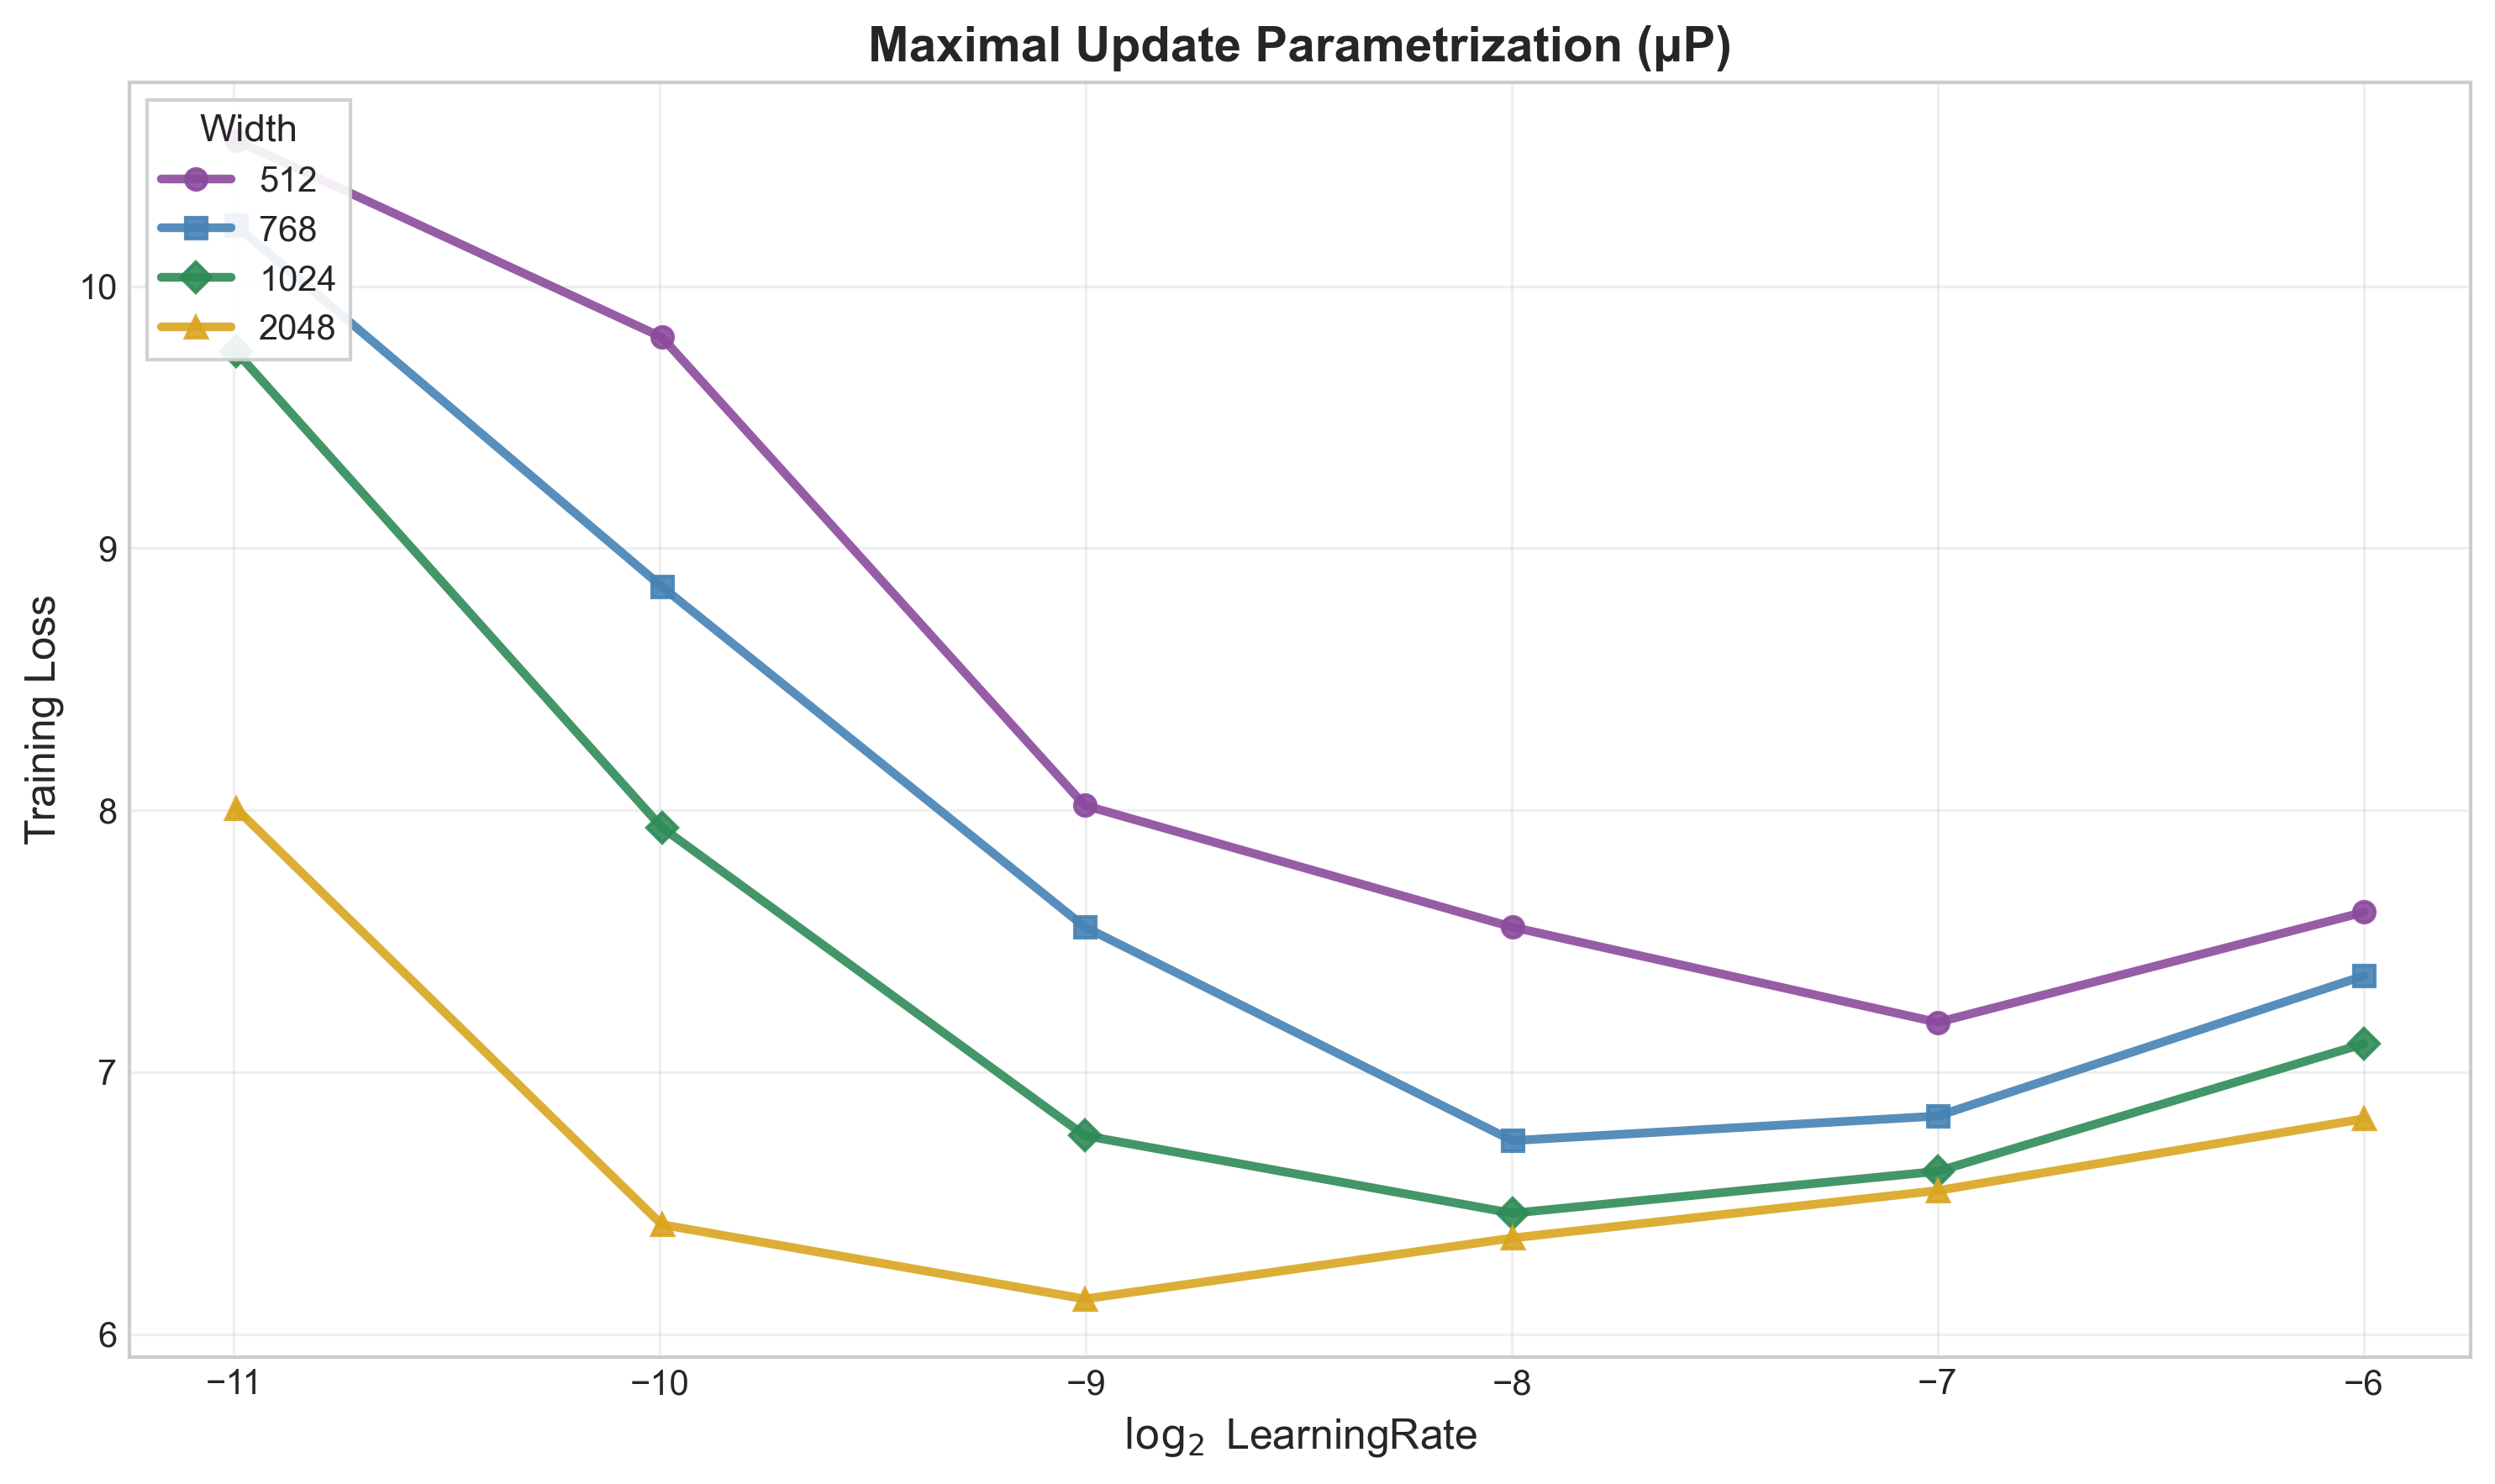 Maximal Update Parametrization (μP)
Width
512
768
1024
2048
10
9
8
7
6
Training Loss
−11 −10 −9 −8 −7 −6
log₂ LearningRate